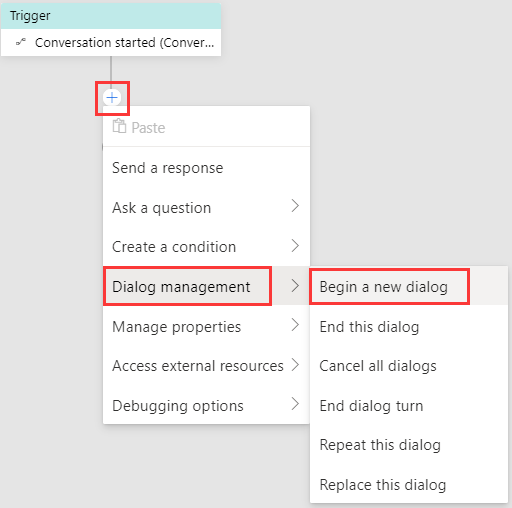 Trigger
Conversation started (Conver...
Paste
Send a response
Ask a question
Create a condition
Dialog management
Manage properties
Access external resources
Debugging options
Begin a new dialog
End this dialog
Cancel all dialogs
End dialog turn
Repeat this dialog
Replace this dialog